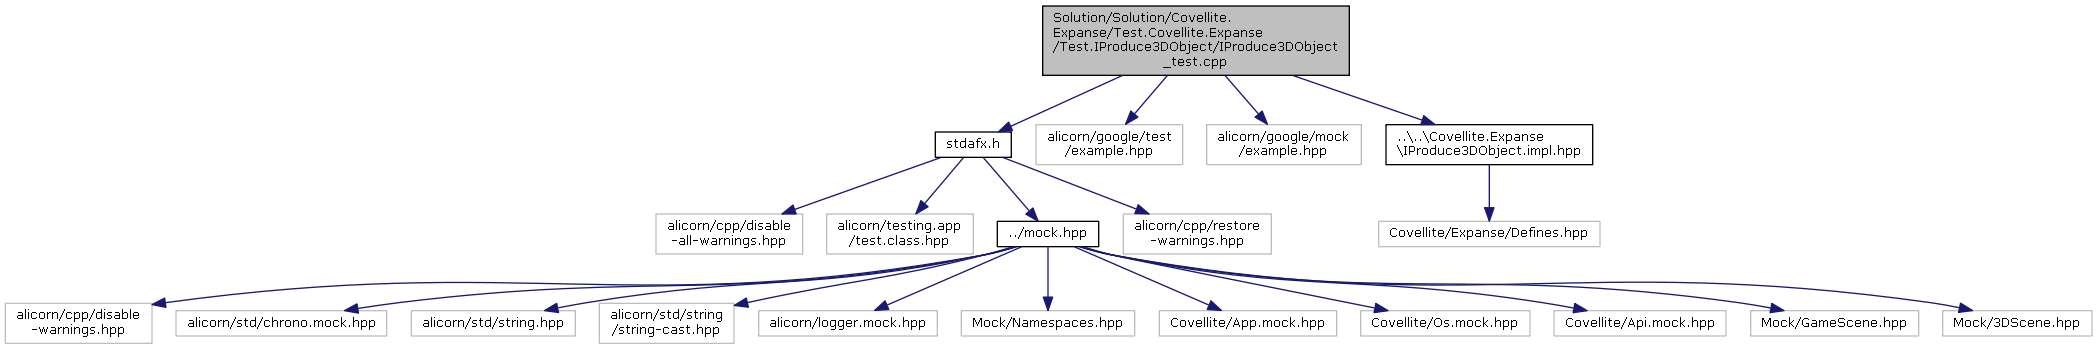 Solution/Solution/Covellite.
Expanse/Test.Covellite.Expanse
/Test.IProduce3DObject/IProduce3DObject
_test.cpp
stdafx.h
alicorn/google/test
/example.hpp
alicorn/google/mock
/example.hpp
..\..\Covellite.Expanse
\IProduce3DObject.impl.hpp
alicorn/cpp/disable
-all-warnings.hpp
alicorn/testing.app
/test.class.hpp
../mock.hpp
alicorn/cpp/restore
-warnings.hpp
Covellite/Expanse/Defines.hpp
alicorn/cpp/disable
-warnings.hpp
alicorn/std/chrono.mock.hpp
alicorn/std/string.hpp
alicorn/std/string
/string-cast.hpp
alicorn/logger.mock.hpp
Mock/Namespaces.hpp
Covellite/App.mock.hpp
Covellite/Os.mock.hpp
Covellite/Api.mock.hpp
Mock/GameScene.hpp
Mock/3DScene.hpp